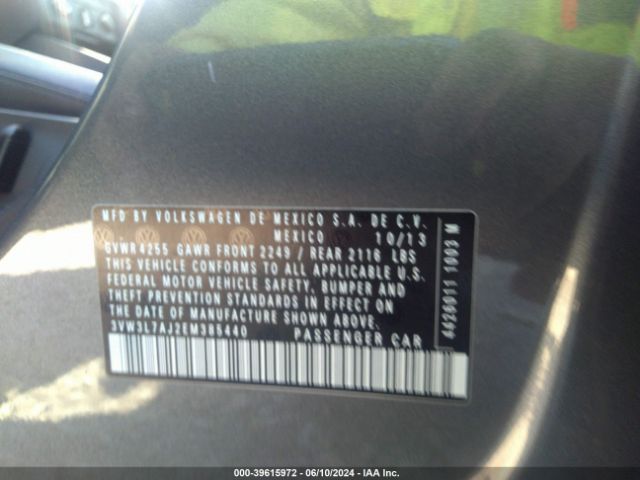 MFD BY VOLKSWAGEN DE MEXICO S.A. DE C.V.
MEXICO 10/13
GVWR 4255 GAWR FRONT 2249 / REAR 2116 LBS
THIS VEHICLE CONFORMS TO ALL APPLICABLE U.S.
FEDERAL MOTOR VEHICLE SAFETY, BUMPER AND
THEFT PREVENTION STANDARDS IN EFFECT ON
THE DATE OF MANUFACTURE SHOWN ABOVE.
3VW3L7AJ2EM385440 PASSENGER CAR
4426011 1003 M
000-39615972 - 06/10/2024 - IAA Inc.